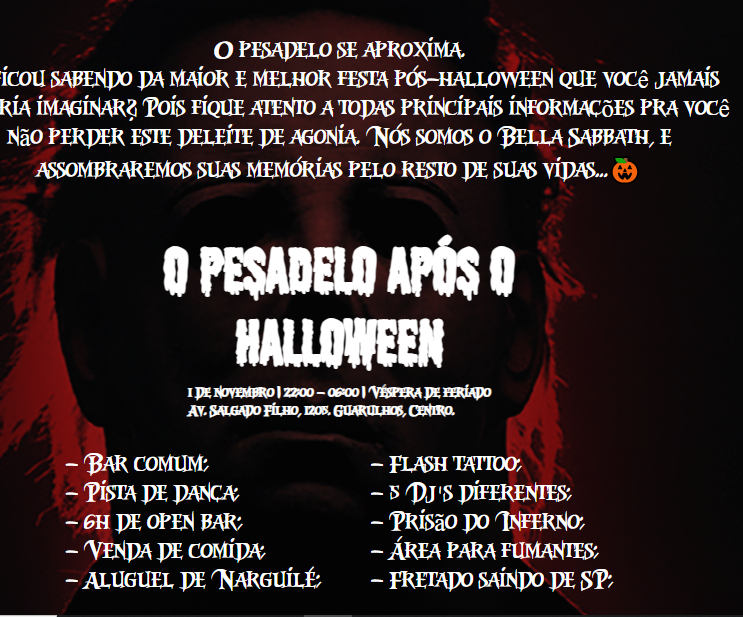 O pesadelo se aproxima.
ficou sabendo da maior e melhor festa pós-halloween que você jamais
ria imaginar? Pois fique atento a todas principais informações pra você
não perder este deleite de agonia. Nós somos o Bella Sabbath, e
assombraremos suas memórias pelo resto de suas vidas...🎃
O PESADELO APÓS O
HALLOWEEN
1 de novembro | 22:00 - 06:00 | Véspera de feriado
Av. Salgado Filho, 1203. Guarulhos, Centro.
- Bar comum;
- Pista de dança;
- 6h de open bar;
- Venda de comida;
- Aluguel de Narguilé;
- Flash tattoo;
- 5 Dj's Diferentes;
- Prisão do Inferno;
- Área para fumantes;
- Fretado saindo de SP;